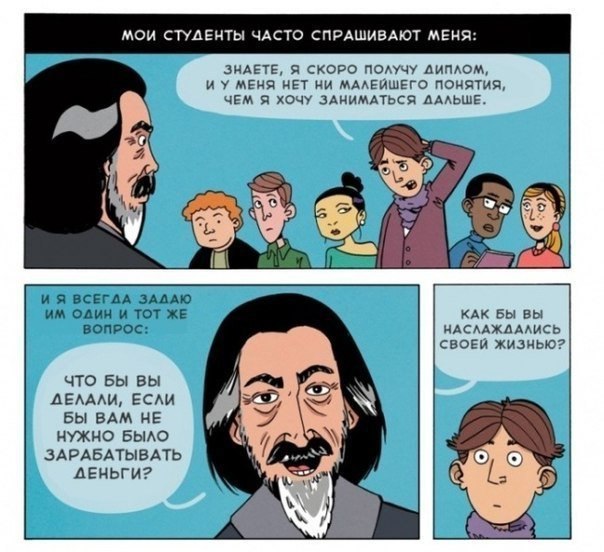 МОИ СТУДЕНТЫ ЧАСТО СПРАШИВАЮТ МЕНЯ:
ЗНАЕТЕ, Я СКОРО ПОЛУЧУ ДИПЛОМ,
И У МЕНЯ НЕТ НИ МАЛЕЙШЕГО ПОНЯТИЯ,
ЧЕМ Я ХОЧУ ЗАНИМАТЬСЯ ДАЛЬШЕ.
И Я ВСЕГДА ЗАДАЮ
ИМ ОДИН И ТОТ ЖЕ
ВОПРОС:
ЧТО БЫ ВЫ
ДЕЛАЛИ, ЕСЛИ
БЫ ВАМ НЕ
НУЖНО БЫЛО
ЗАРАБАТЫВАТЬ
ДЕНЬГИ?
КАК БЫ ВЫ
НАСЛАЖДАЛИСЬ
СВОЕЙ ЖИЗНЬЮ?